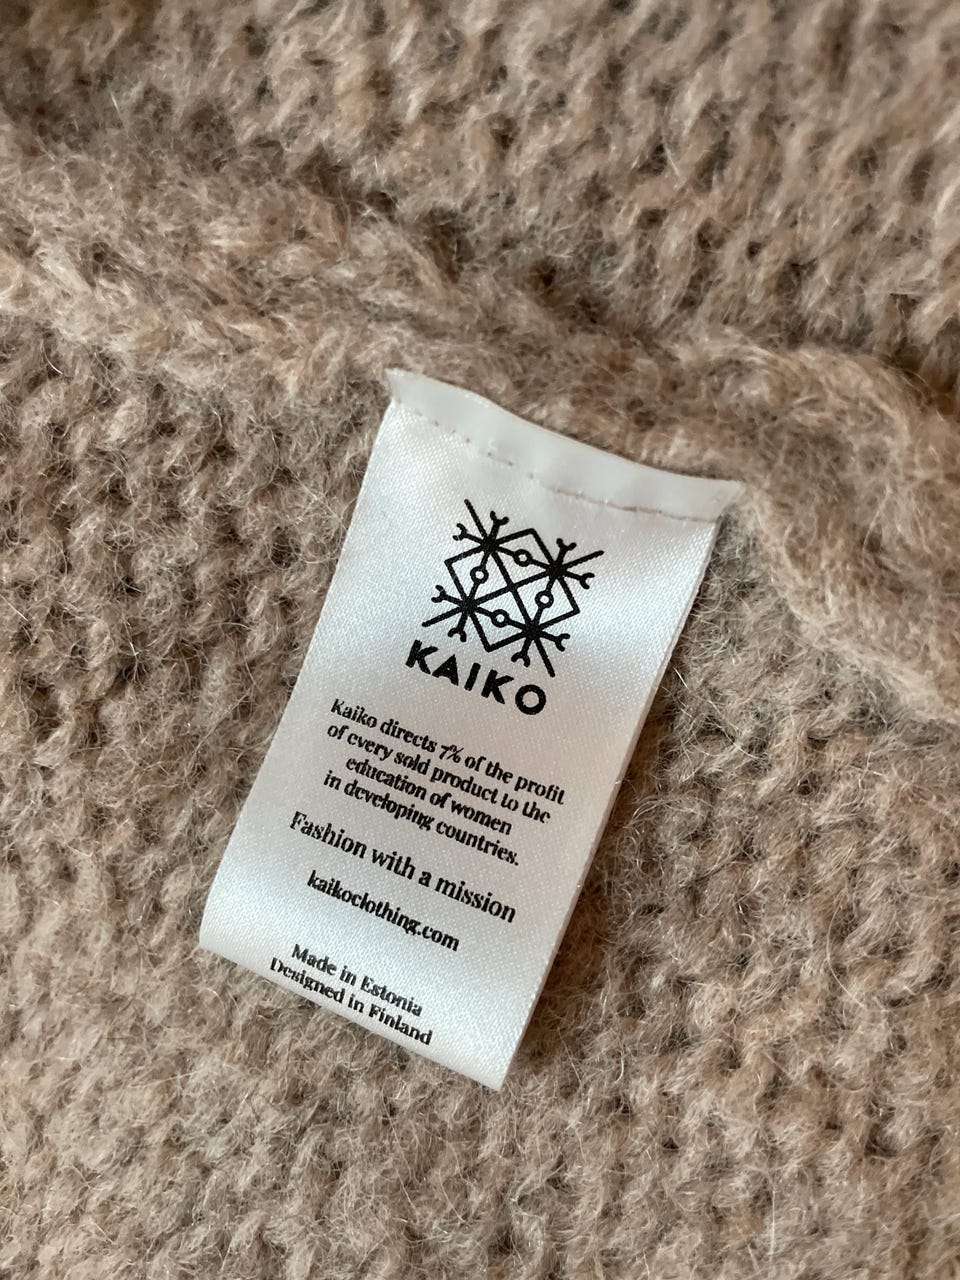 KAIKO
Kaiko directs 7% of the profit
of every sold product to the
education of women
in developing countries.
Fashion with a mission
kaikoclothing.com
Made in Estonia
Designed in Finland